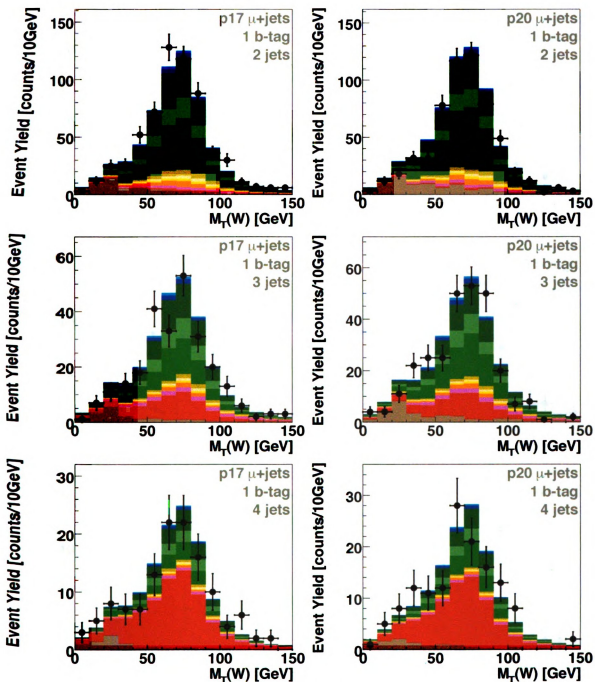 Event Yield [counts/10GeV]
150
100
50
0
p17 μ+jets
1 b-tag
2 jets
0 50 100 150
M_T(W) [GeV]
Event Yield [counts/10GeV]
150
100
50
0
p20 μ+jets
1 b-tag
2 jets
0 50 100 150
M_T(W) [GeV]
Event Yield [counts/10GeV]
60
40
20
0
p17 μ+jets
1 b-tag
3 jets
0 50 100 150
M_T(W) [GeV]
Event Yield [counts/10GeV]
60
40
20
0
p20 μ+jets
1 b-tag
3 jets
0 50 100 150
M_T(W) [GeV]
Event Yield [counts/10GeV]
30
20
10
0
p17 μ+jets
1 b-tag
4 jets
0 50 100 150
M_T(W) [GeV]
Event Yield [counts/10GeV]
30
20
10
0
p20 μ+jets
1 b-tag
4 jets
0 50 100 150
M_T(W) [GeV]